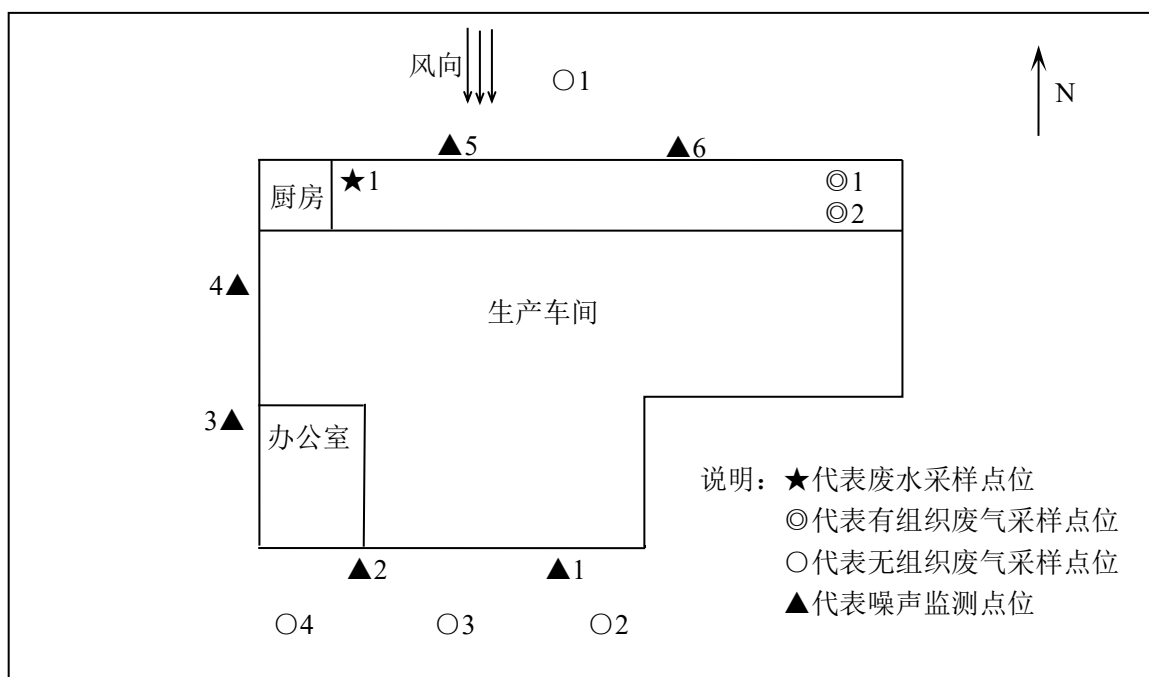 风向
○1
N
▲5
▲6
厨房
★1
◎1
◎2
4▲
生产车间
3▲
办公室
说明：★代表废水采样点位
◎代表有组织废气采样点位
○代表无组织废气采样点位
▲代表噪声监测点位
▲2
▲1
○4
○3
○2